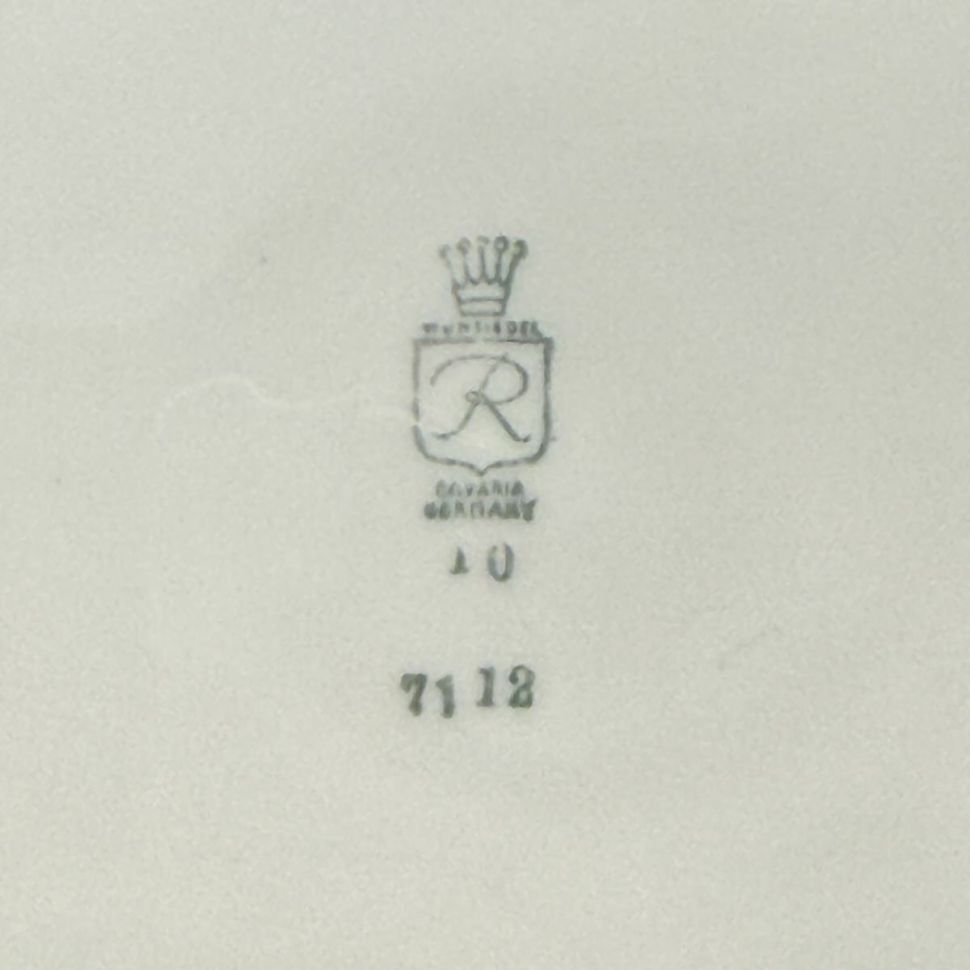 WUNSIEDEL
R
BAVARIA
GERMANY
10
7112